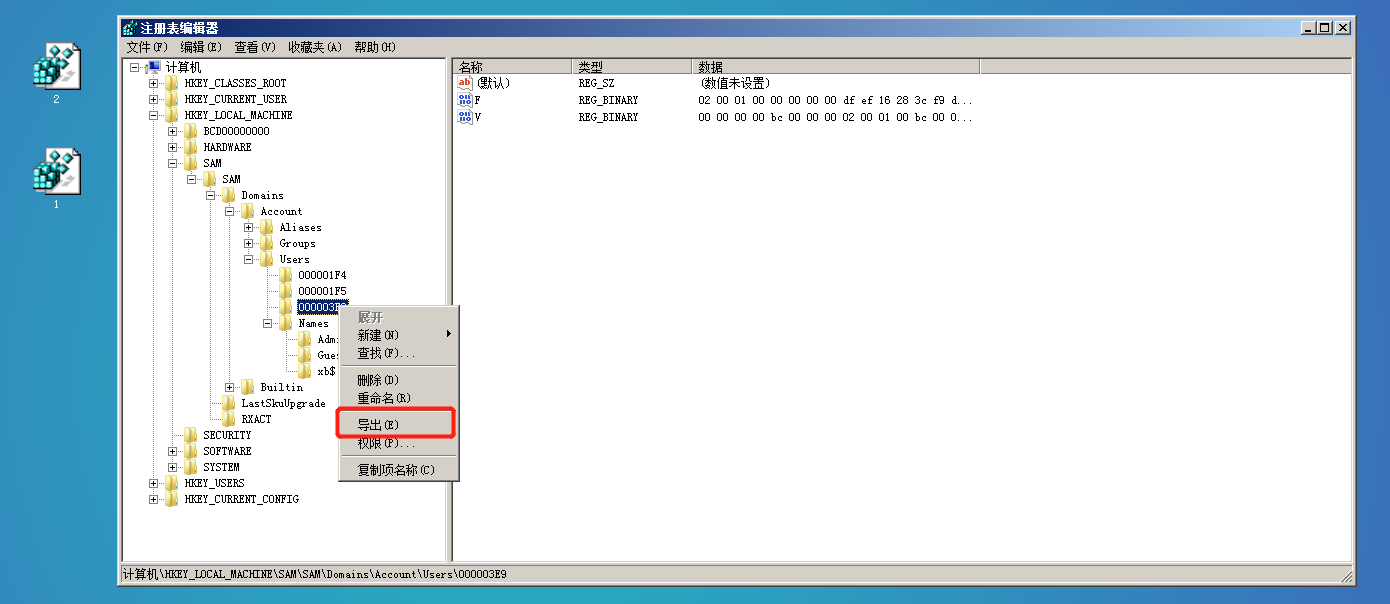 2
1
注册表编辑器
文件(F) 编辑(E) 查看(V) 收藏夹(A) 帮助(H)
计算机
HKEY_CLASSES_ROOT
HKEY_CURRENT_USER
HKEY_LOCAL_MACHINE
BCD00000000
HARDWARE
SAM
SAM
Domains
Account
Aliases
Groups
Users
000001F4
000001F5
000003E9
Names
Adm
Gues
xb$
Builtin
LastSkuUpgrade
RXACT
SECURITY
SOFTWARE
SYSTEM
HKEY_USERS
HKEY_CURRENT_CONFIG
展开
新建(N)
查找(F)...
删除(D)
重命名(R)
导出(E)
权限(P)...
复制项名称(C)
名称 类型 数据
(默认) REG_SZ (数值未设置)
F REG_BINARY 02 00 01 00 00 00 00 00 df ef 16 28 3c f9 d...
V REG_BINARY 00 00 00 00 bc 00 00 00 02 00 01 00 bc 00 0...
计算机\HKEY_LOCAL_MACHINE\SAM\SAM\Domains\Account\Users\000003E9